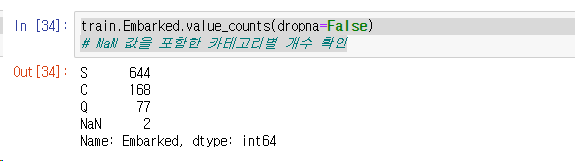 In [34]: train.Embarked.value_counts(dropna=False)
# NaN 값을 포함한 카테고리별 개수 확인
Out[34]: S 644
C 168
Q 77
NaN 2
Name: Embarked, dtype: int64